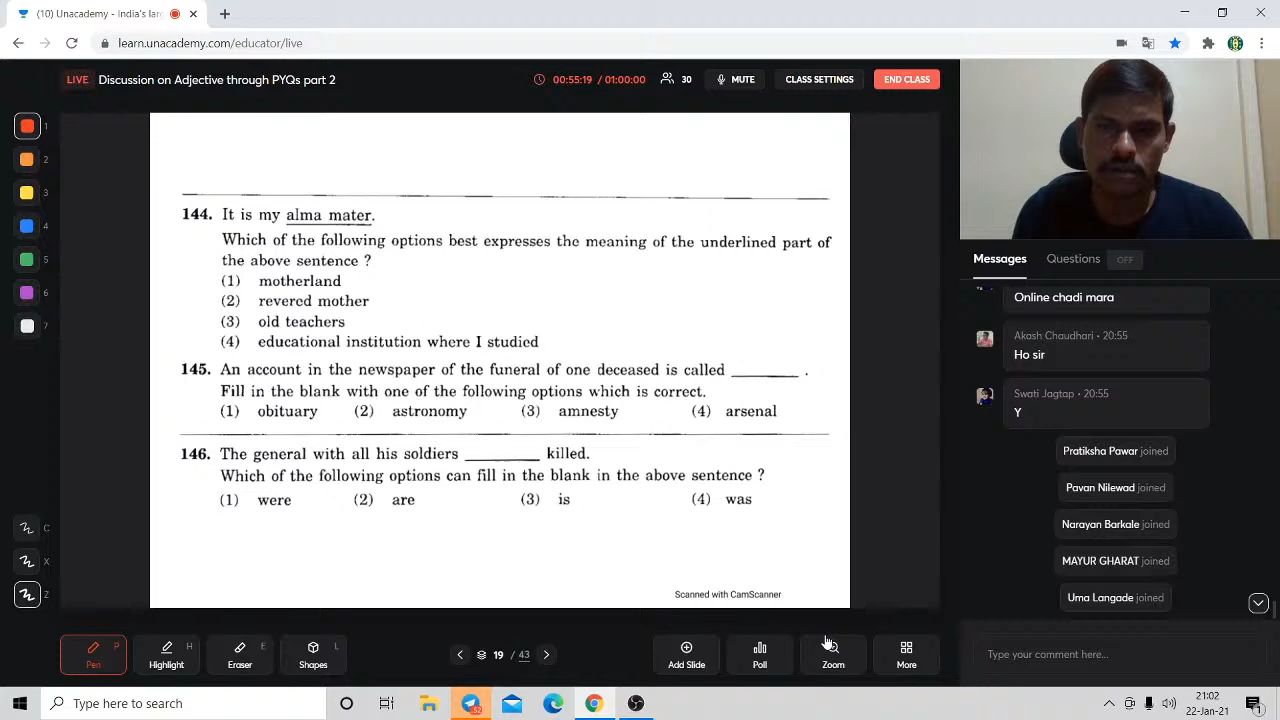 (10) Unacademy - India's lar
learn.unacademy.com/educator/live
LIVE Discussion on Adjective through PYQs part 2
00:55:19 / 01:00:00
30
MUTE
CLASS SETTINGS
END CLASS
1
2
3
4
5
6
7
C
X
Z
144. It is my alma mater.
Which of the following options best expresses the meaning of the underlined part of
the above sentence ?
(1) motherland
(2) revered mother
(3) old teachers
(4) educational institution where I studied
145. An account in the newspaper of the funeral of one deceased is called ________ .
Fill in the blank with one of the following options which is correct.
(1) obituary (2) astronomy (3) amnesty (4) arsenal
146. The general with all his soldiers ________ killed.
Which of the following options can fill in the blank in the above sentence ?
(1) were (2) are (3) is (4) was
Scanned with CamScanner
Messages Questions OFF
Online chadi mara
Akash Chaudhari • 20:55
Ho sir
Swati Jagtap • 20:55
Y
Pratiksha Pawar joined
Pavan Nilewad joined
Narayan Barkale joined
MAYUR GHARAT joined
Uma Langade joined
Type your comment here...
P
Pen
H
Highlight
E
Eraser
L
Shapes
19 / 43
Add Slide
Poll
Zoom
More
Type here to search
21:02
22-Jan-21